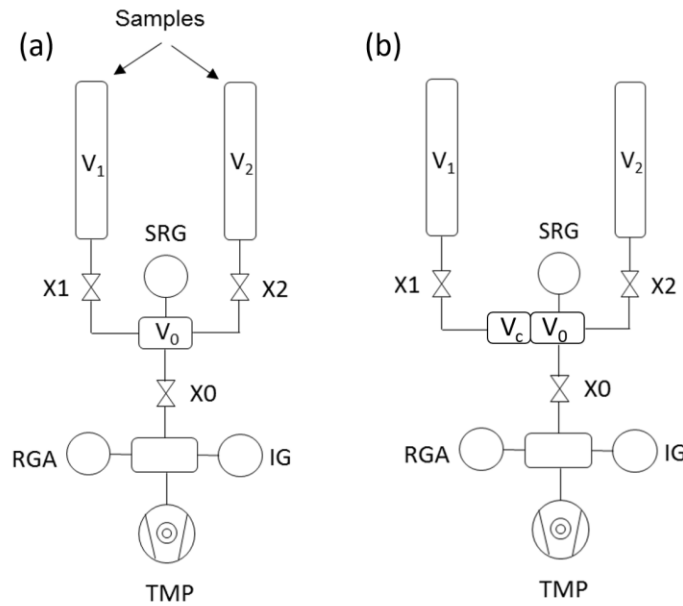 Samples
(a)
V1
V2
SRG
X1
X2
V0
X0
RGA
IG
TMP
(b)
V1
V2
SRG
X1
X2
Vc
V0
X0
RGA
IG
TMP